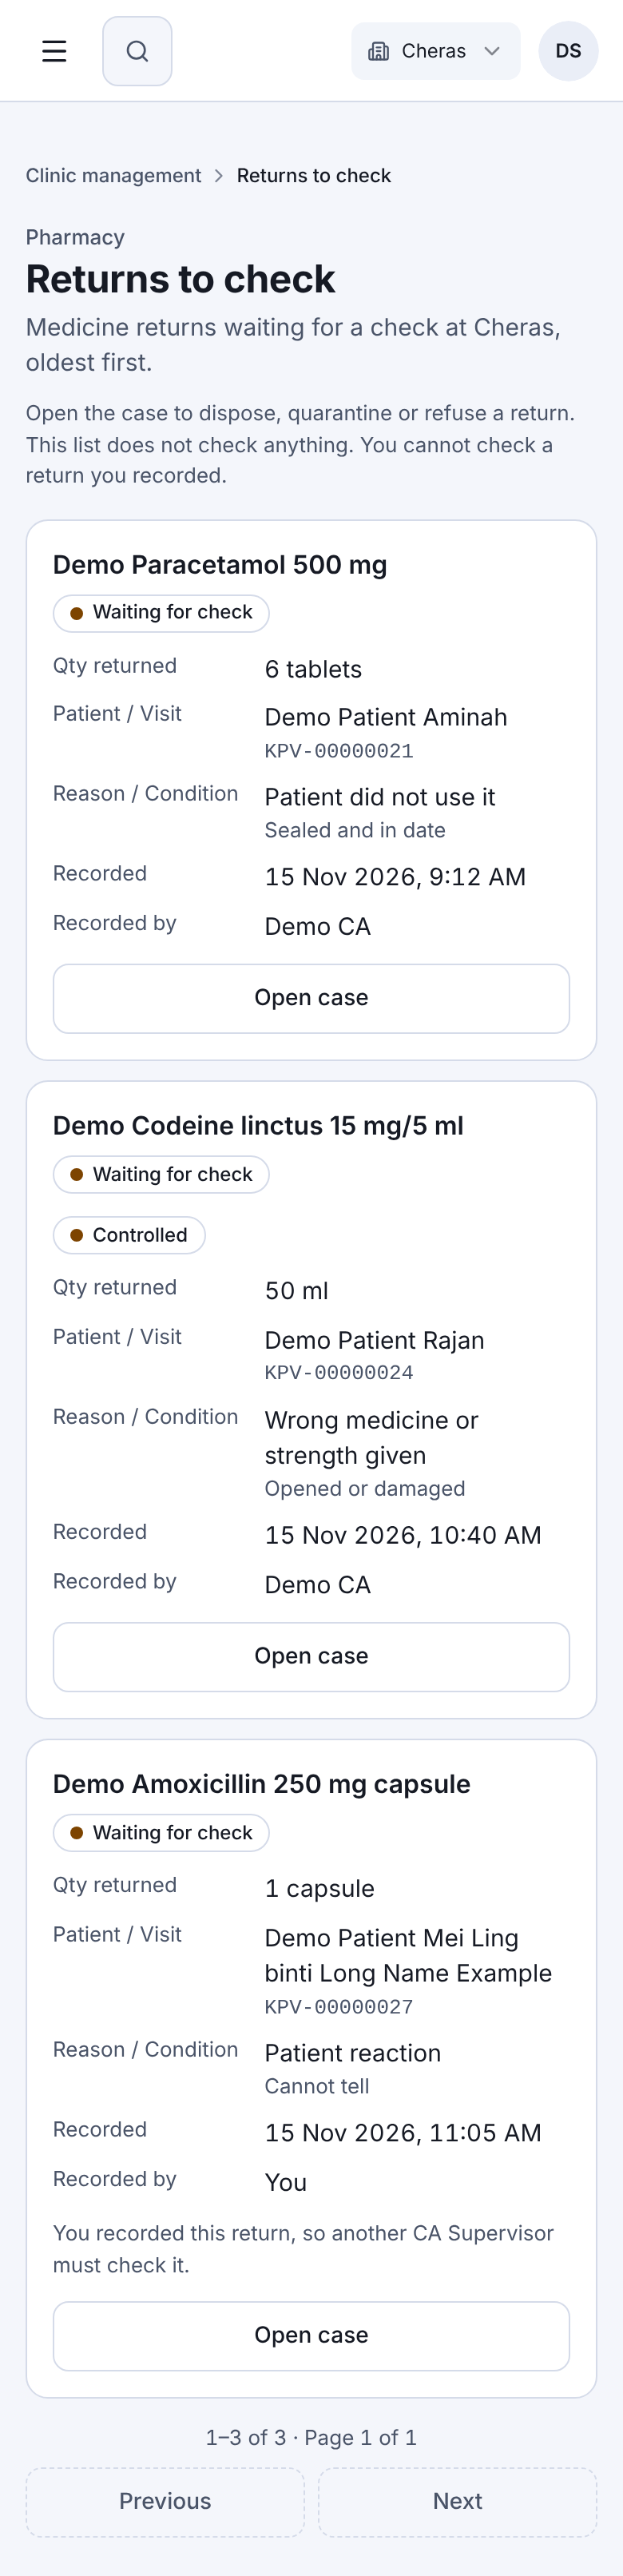 Cheras
DS
Clinic management > Returns to check
Pharmacy
Returns to check
Medicine returns waiting for a check at Cheras,
oldest first.
Open the case to dispose, quarantine or refuse a return.
This list does not check anything. You cannot check a
return you recorded.
Demo Paracetamol 500 mg
Waiting for check
Qty returned 6 tablets
Patient / Visit Demo Patient Aminah
KPV-00000021
Reason / Condition Patient did not use it
Sealed and in date
Recorded 15 Nov 2026, 9:12 AM
Recorded by Demo CA
Open case
Demo Codeine linctus 15 mg/5 ml
Waiting for check
Controlled
Qty returned 50 ml
Patient / Visit Demo Patient Rajan
KPV-00000024
Reason / Condition Wrong medicine or
strength given
Opened or damaged
Recorded 15 Nov 2026, 10:40 AM
Recorded by Demo CA
Open case
Demo Amoxicillin 250 mg capsule
Waiting for check
Qty returned 1 capsule
Patient / Visit Demo Patient Mei Ling
binti Long Name Example
KPV-00000027
Reason / Condition Patient reaction
Cannot tell
Recorded 15 Nov 2026, 11:05 AM
Recorded by You
You recorded this return, so another CA Supervisor
must check it.
Open case
1–3 of 3 · Page 1 of 1
Previous Next